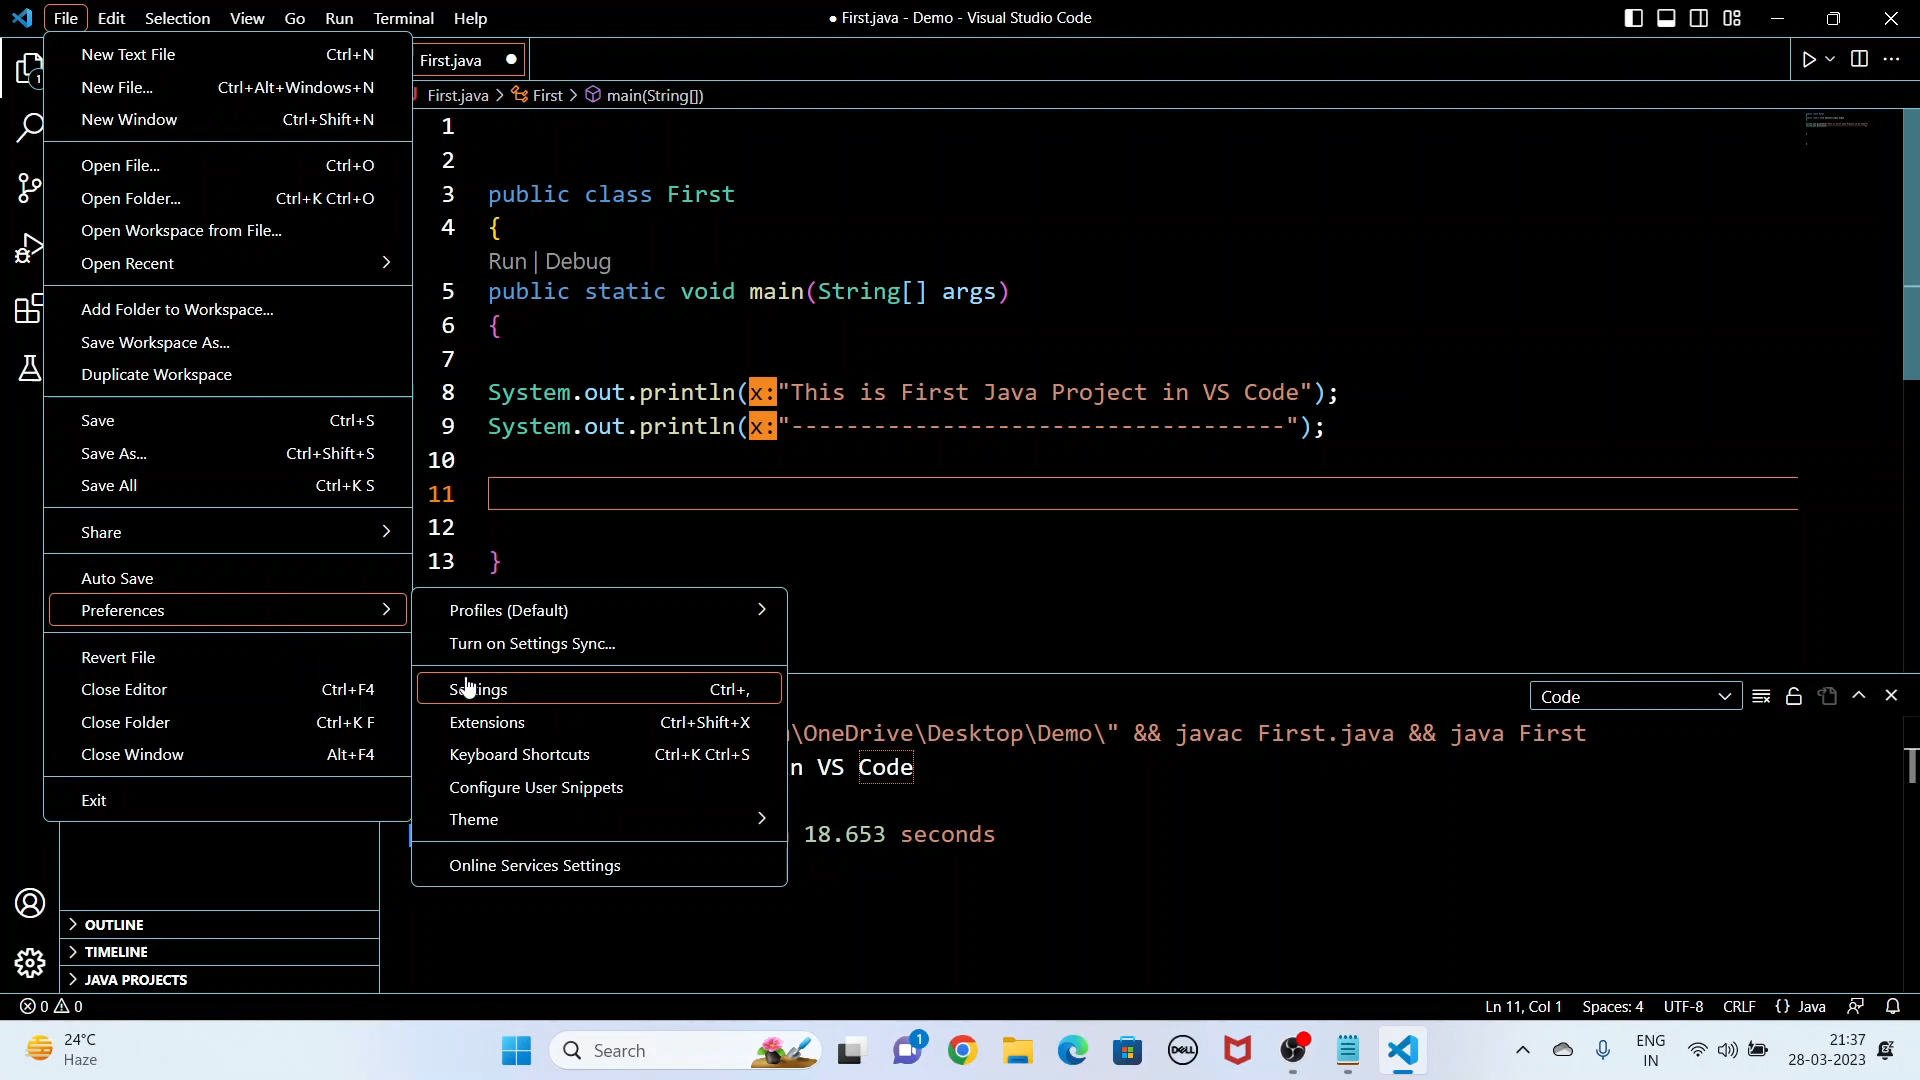 File Edit Selection View Go Run Terminal Help
● First.java - Demo - Visual Studio Code
New Text File Ctrl+N
New File... Ctrl+Alt+Windows+N
New Window Ctrl+Shift+N
Open File... Ctrl+O
Open Folder... Ctrl+K Ctrl+O
Open Workspace from File...
Open Recent
Add Folder to Workspace...
Save Workspace As...
Duplicate Workspace
Save Ctrl+S
Save As... Ctrl+Shift+S
Save All Ctrl+K S
Share
Auto Save
Preferences
Revert File
Close Editor Ctrl+F4
Close Folder Ctrl+K F
Close Window Alt+F4
Exit
Profiles (Default)
Turn on Settings Sync...
Settings Ctrl+,
Extensions Ctrl+Shift+X
Keyboard Shortcuts Ctrl+K Ctrl+S
Configure User Snippets
Theme
Online Services Settings
First.java
First.java > First > main(String[])
1
2
3 public class First
4 {
Run | Debug
5 public static void main(String[] args)
6 {
7
8 System.out.println(x:"This is First Java Project in VS Code");
9 System.out.println(x:"------------------------------------");
10
11
12
13 }
Code
\OneDrive\Desktop\Demo\" && javac First.java && java First
n VS Code
18.653 seconds
OUTLINE
TIMELINE
JAVA PROJECTS
0 0
Ln 11, Col 1 Spaces: 4 UTF-8 CRLF {} Java
24°C
Haze
Search
1
DELL
ENG
IN
21:37
28-03-2023